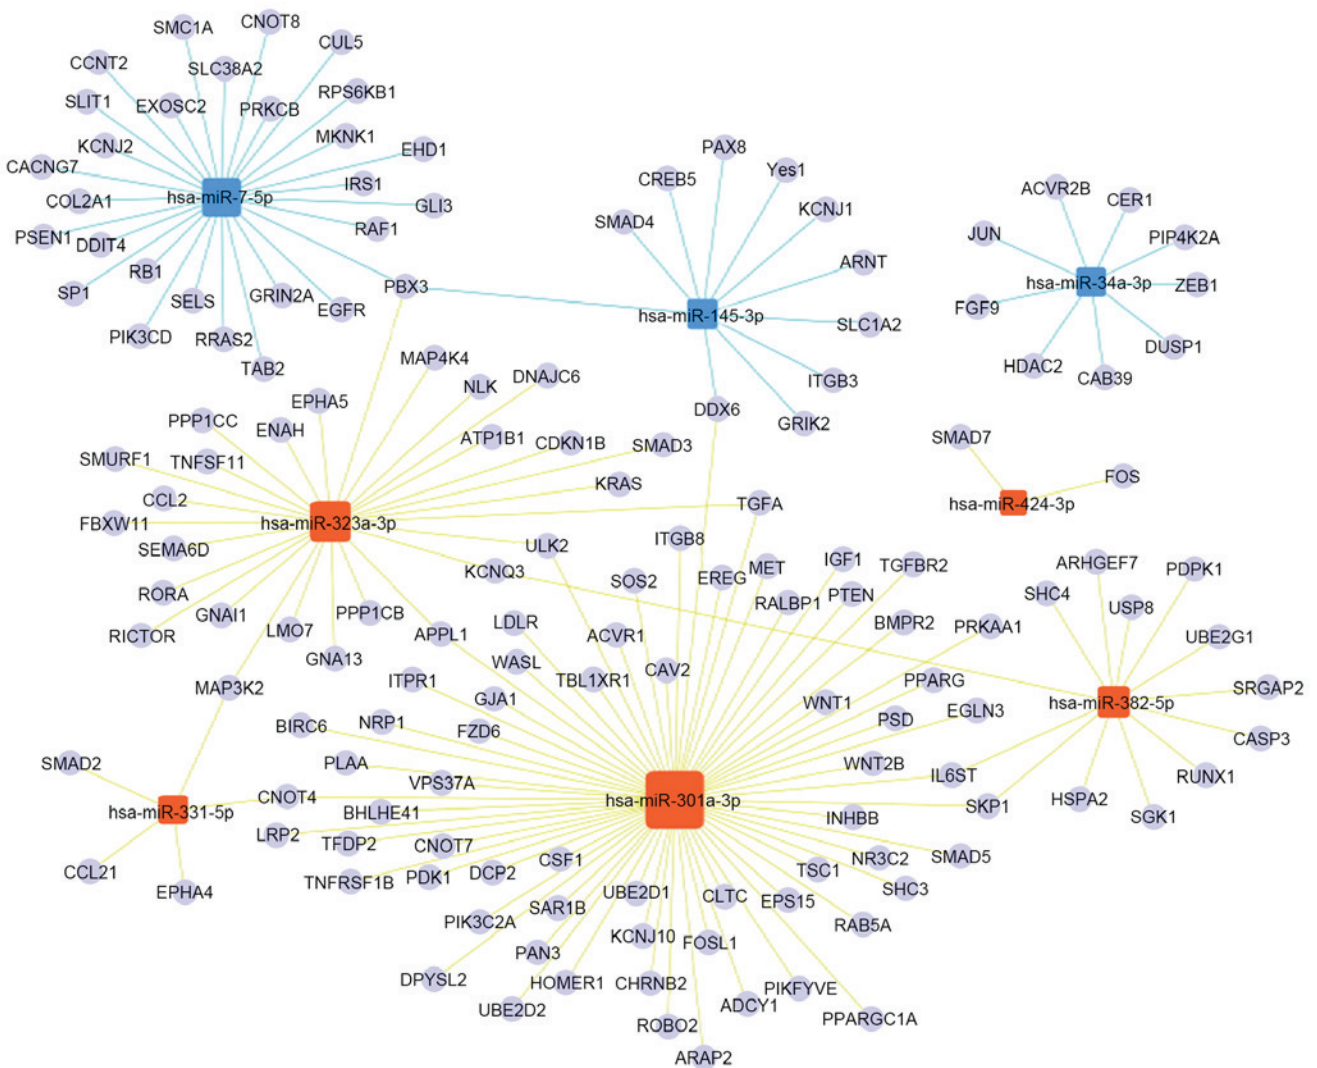 CNOT8
SMC1A
CUL5
CCNT2
SLC38A2
SLIT1
EXOSC2
PRKCB
RPS6KB1
KCNJ2
MKNK1
EHD1
CACNG7
hsa-miR-7-5p
IRS1
COL2A1
GLI3
PSEN1
DDIT4
RAF1
RB1
SP1
SELS
GRIN2A
EGFR
PBX3
PIK3CD
RRAS2
TAB2
PAX8
Yes1
CREB5
SMAD4
KCNJ1
ARNT
hsa-miR-145-3p
SLC1A2
ITGB3
DDX6
GRIK2
ACVR2B
CER1
JUN
PIP4K2A
hsa-miR-34a-3p
ZEB1
FGF9
DUSP1
HDAC2
CAB39
SMAD7
FOS
hsa-miR-424-3p
MAP4K4
NLK
DNAJC6
EPHA5
PPP1CC
ENAH
ATP1B1
CDKN1B
SMAD3
SMURF1
TNFSF11
KRAS
CCL2
TGFA
FBXW11
hsa-miR-323a-3p
SEMA6D
ULK2
KCNQ3
RORA
GNAI1
PPP1CB
RICTOR
LMO7
GNA13
APPL1
MAP3K2
ITGB8
SOS2
EREG
MET
IGF1
TGFBR2
RALBP1
PTEN
LDLR
ACVR1
BMPR2
PRKAA1
WASL
CAV2
ITPR1
TBL1XR1
PPARG
GJA1
WNT1
EGLN3
BIRC6
NRP1
FZD6
PSD
PLAA
VPS37A
WNT2B
IL6ST
CNOT4
hsa-miR-301a-3p
SKP1
BHLHE41
INHBB
LRP2
TFDP2
CNOT7
CSF1
NR3C2
SMAD5
TNFRSF1B
PDK1
DCP2
TSC1
SHC3
UBE2D1
CLTC
EPS15
SAR1B
PIK3C2A
RAB5A
KCNJ10
FOSL1
PAN3
DPYSL2
HOMER1
CHRNB2
PIKFYVE
UBE2D2
ADCY1
PPARGC1A
ROBO2
ARAP2
SMAD2
hsa-miR-331-5p
CCL21
EPHA4
ARHGEF7
PDPK1
SHC4
USP8
UBE2G1
SRGAP2
hsa-miR-382-5p
CASP3
RUNX1
HSPA2
SGK1